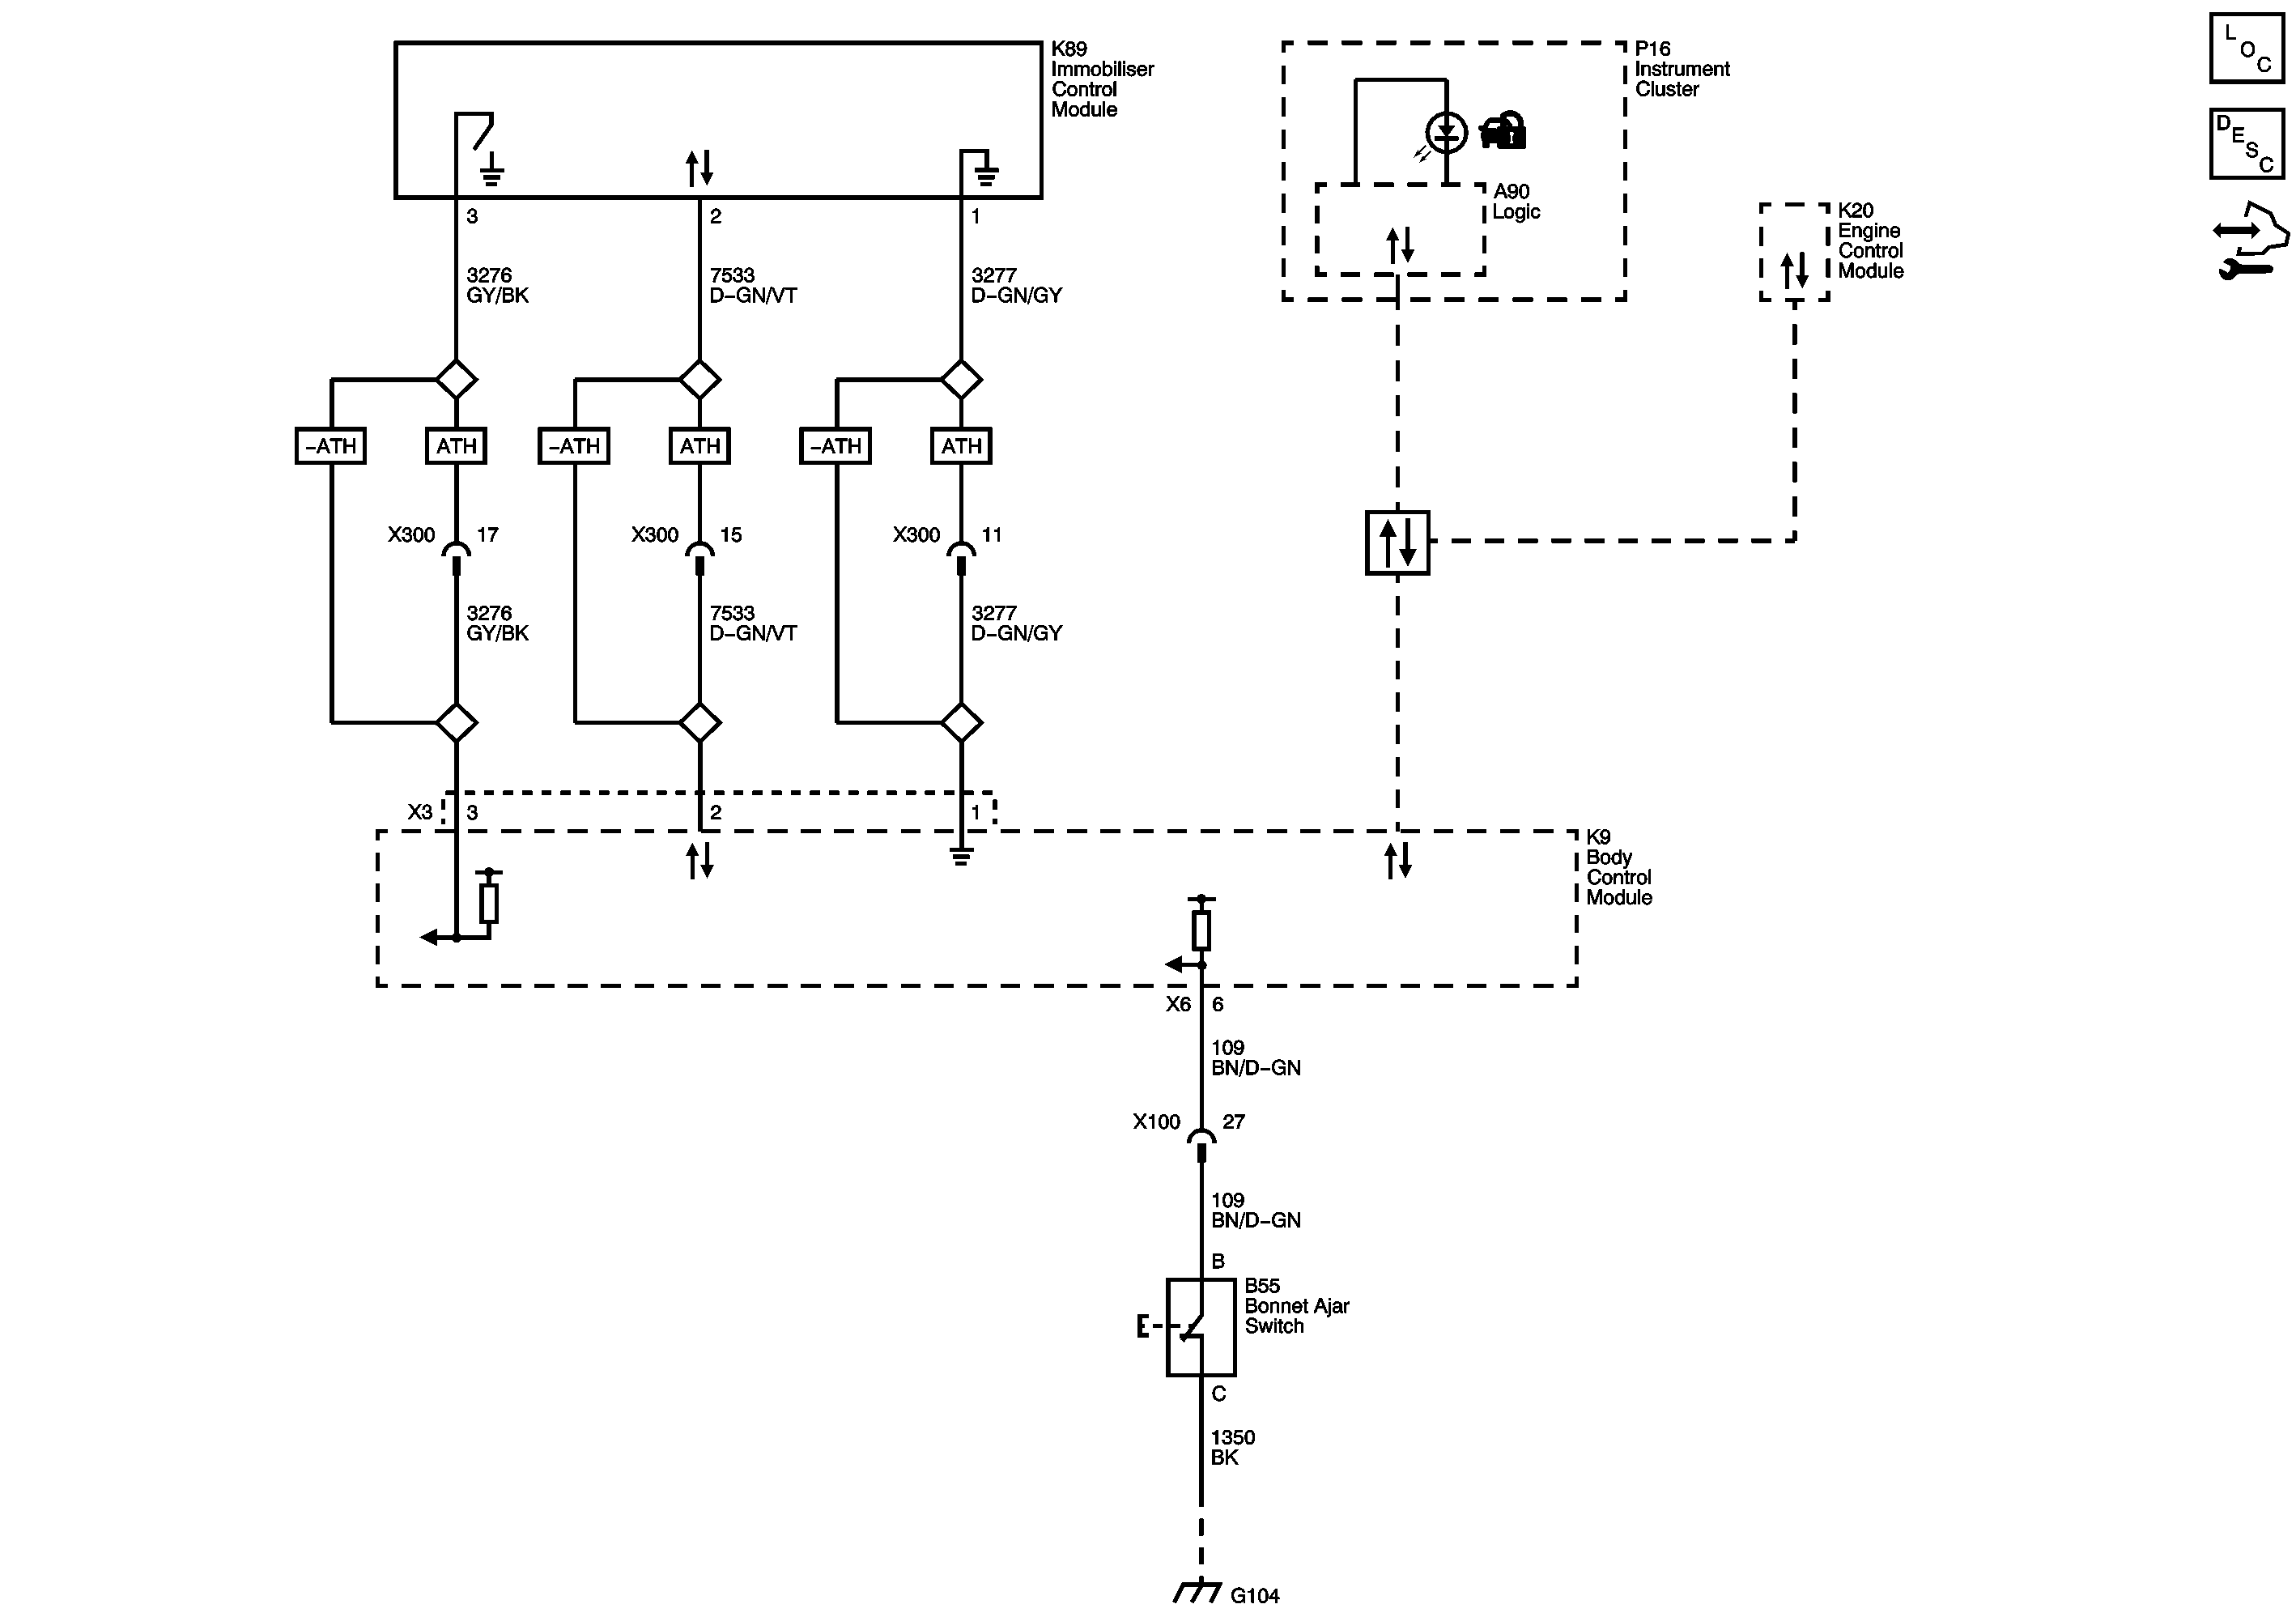 K89
Immobiliser
Control
Module
P16
Instrument
Cluster
L
O
C
D
E
S
C
A90
Logic
K20
Engine
Control
Module
3
2
1
3276
GY/BK
7533
D-GN/VT
3277
D-GN/GY
-ATH
ATH
-ATH
ATH
-ATH
ATH
X300 17
X300 15
X300 11
3276
GY/BK
7533
D-GN/VT
3277
D-GN/GY
X3 3
2
1
K9
Body
Control
Module
X6 6
109
BN/D-GN
X100 27
109
BN/D-GN
B
B55
Bonnet Ajar
Switch
C
1350
BK
G104